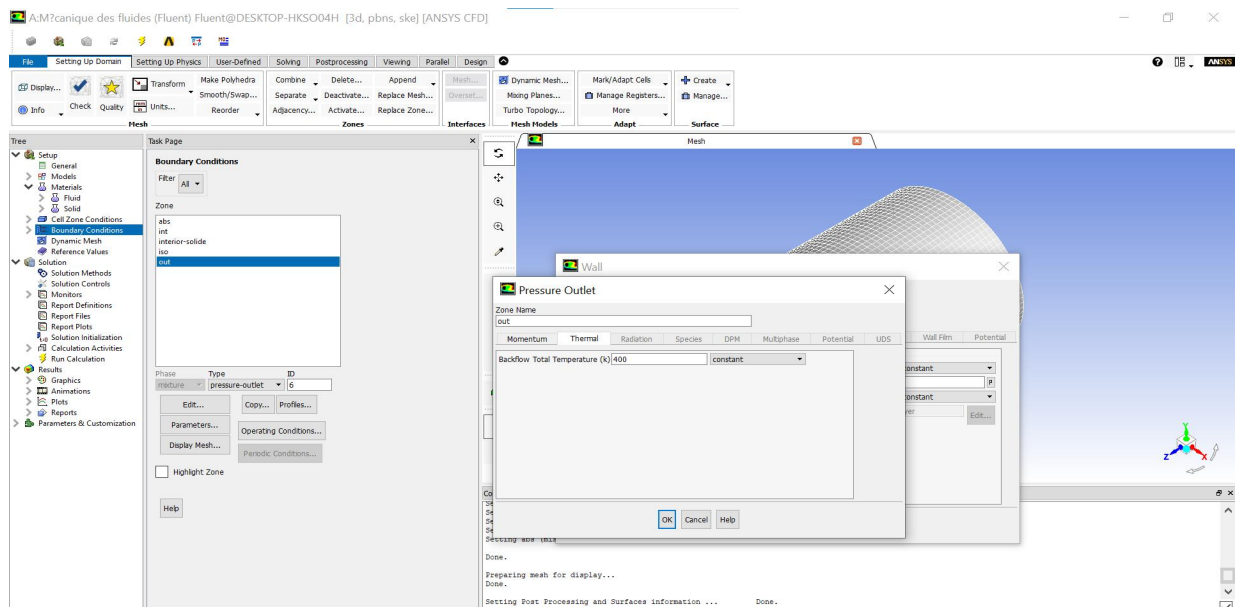 A:M?canique des fluides (Fluent) Fluent@DESKTOP-HKSO04H [3d, pbns, ske] [ANSYS CFD]
File Setting Up Domain Setting Up Physics User-Defined Solving Postprocessing Viewing Parallel Design
ANSYS
Display... Transform Make Polyhedra Combine Delete... Append Mesh... Dynamic Mesh... Mark/Adapt Cells Create
Smooth/Swap... Separate Deactivate... Replace Mesh... Overset... Mixing Planes... Manage Registers... Manage...
Info Check Quality Units... Reorder Adjacency... Activate... Replace Zone... Turbo Topology... More
Mesh Zones Interfaces Mesh Models Adapt Surface
Tree
Setup
General
Models
Materials
Fluid
Solid
Cell Zone Conditions
Boundary Conditions
Dynamic Mesh
Reference Values
Solution
Solution Methods
Solution Controls
Monitors
Report Definitions
Report Files
Report Plots
Solution Initialization
Calculation Activities
Run Calculation
Results
Graphics
Animations
Plots
Reports
Parameters & Customization
Task Page
Boundary Conditions
Filter All
Zone
abs
int
interior-solide
iso
out
Phase Type ID
mixture pressure-outlet 6
Edit... Copy... Profiles...
Parameters... Operating Conditions...
Display Mesh... Periodic Conditions...
Highlight Zone
Help
Mesh
Wall
Wall Film Potential
constant
P
constant
Edit...
Pressure Outlet
Zone Name
out
Momentum Thermal Radiation Species DPM Multiphase Potential UDS
Backflow Total Temperature (k) 400 constant
OK Cancel Help
Y
Z X
Setting abs (mix
Done.
Preparing mesh for display...
Done.
Setting Post Processing and Surfaces information ... Done.